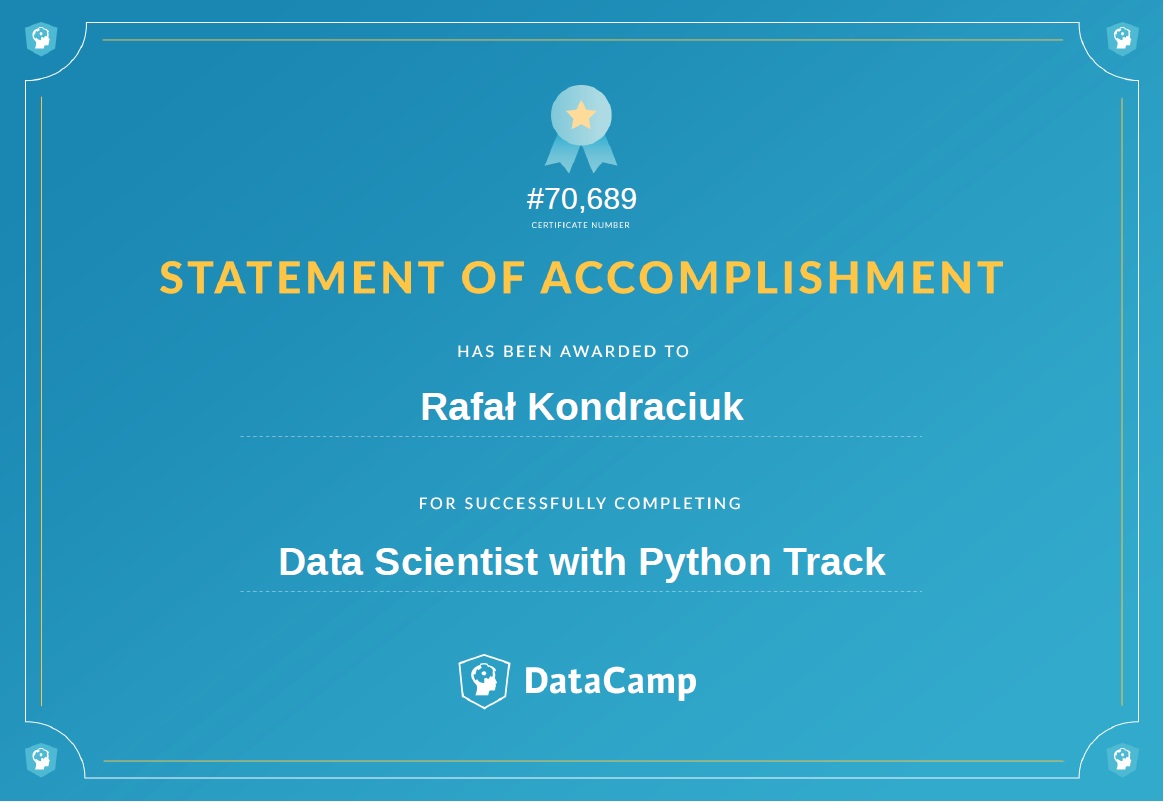 #70,689
CERTIFICATE NUMBER
STATEMENT OF ACCOMPLISHMENT
HAS BEEN AWARDED TO
Rafał Kondraciuk
FOR SUCCESSFULLY COMPLETING
Data Scientist with Python Track
DataCamp